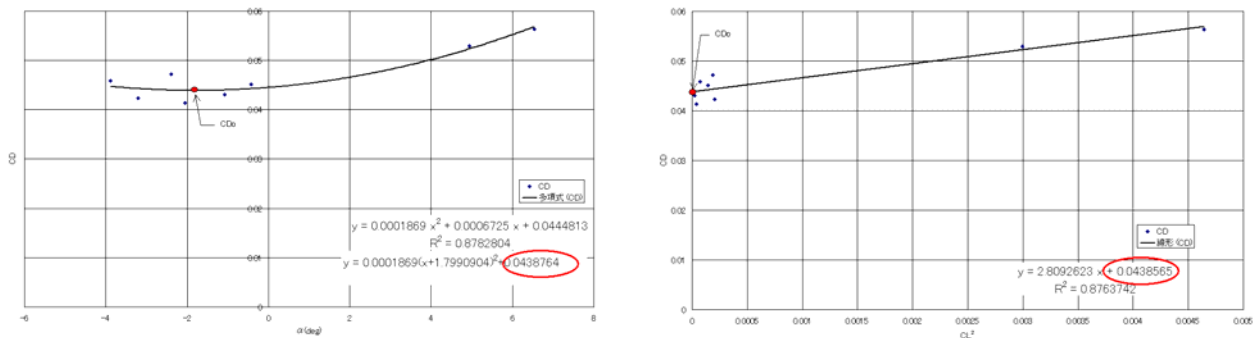 0.06
0.05
0.04
0.03
0.02
0.01
0
-6
-4
-2
0
2
4
6
8
CD
α(deg)
CDo
CD
多項式(CD)
y = 0.0001869 x² + 0.0006725 x + 0.0444813
R² = 0.8782804
y = 0.0001869(x+1.7990904)²+0.0438764
0.06
0.05
0.04
0.03
0.02
0.01
0
0
0.0005
0.001
0.0015
0.002
0.0025
0.003
0.0035
0.004
0.0045
0.005
CD
CL²
CDo
CD
線形(CD)
y = 2.8092623 x + 0.0438565
R² = 0.8763742